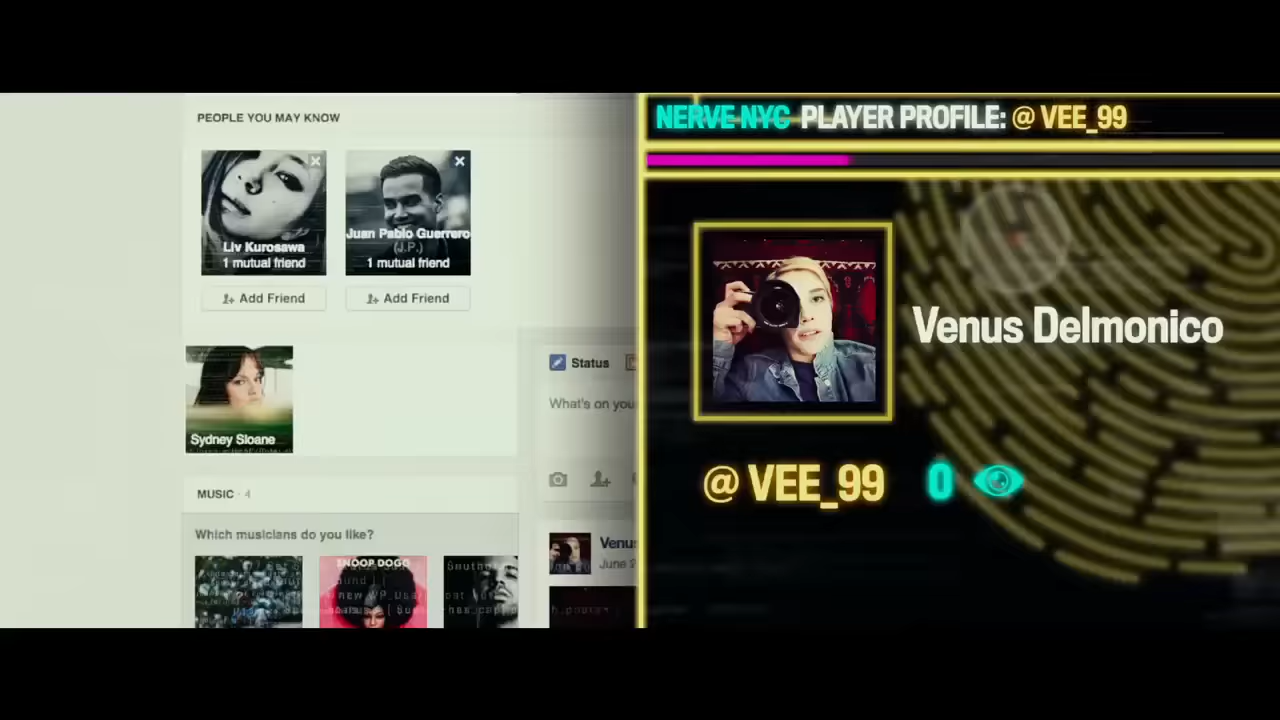 PEOPLE YOU MAY KNOW
Liv Kurosawa
1 mutual friend
Add Friend
Juan Pablo Guerrero
(J.P.)
1 mutual friend
Add Friend
Sydney Sloane
MUSIC · 4
Which musicians do you like?
SNOOP DOGG
Status
What's on you
Venus
June 2
NERVE NYC PLAYER PROFILE: @ VEE_99
Venus Delmonico
@ VEE_99 0